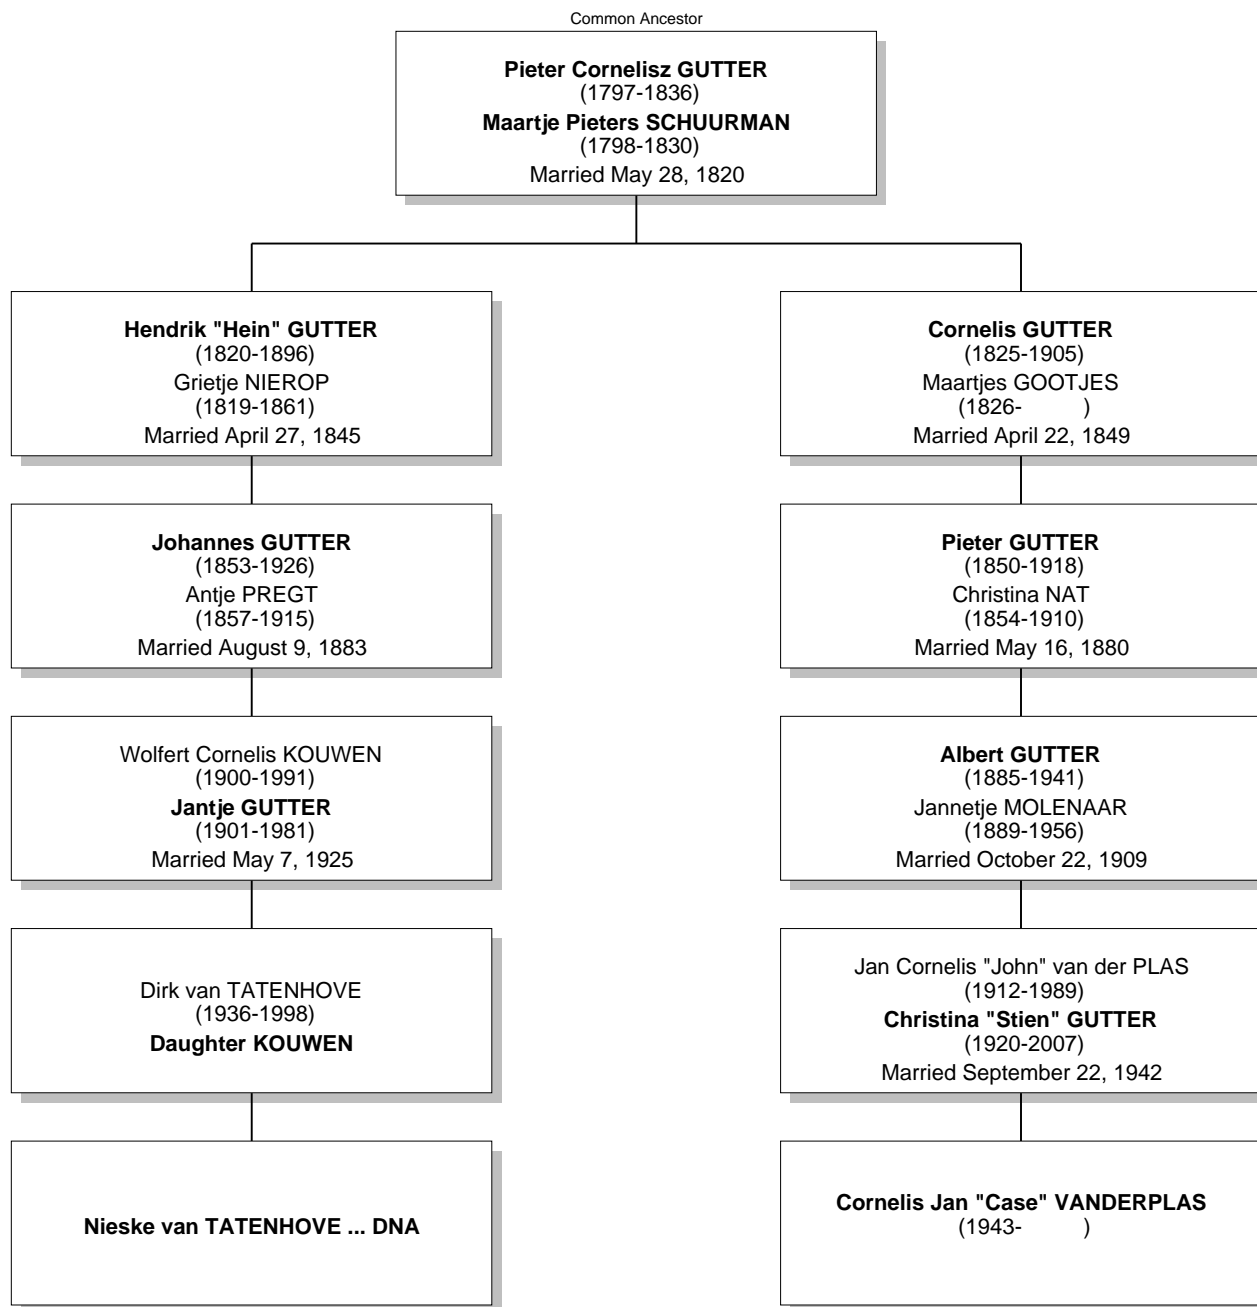 Common Ancestor
Pieter Cornelisz GUTTER
(1797-1836)
Maartje Pieters SCHUURMAN
(1798-1830)
Married May 28, 1820
Hendrik "Hein" GUTTER
(1820-1896)
Grietje NIEROP
(1819-1861)
Married April 27, 1845
Cornelis GUTTER
(1825-1905)
Maartjes GOOTJES
(1826- )
Married April 22, 1849
Johannes GUTTER
(1853-1926)
Antje PREGT
(1857-1915)
Married August 9, 1883
Pieter GUTTER
(1850-1918)
Christina NAT
(1854-1910)
Married May 16, 1880
Wolfert Cornelis KOUWEN
(1900-1991)
Jantje GUTTER
(1901-1981)
Married May 7, 1925
Albert GUTTER
(1885-1941)
Jannetje MOLENAAR
(1889-1956)
Married October 22, 1909
Dirk van TATENHOVE
(1936-1998)
Daughter KOUWEN
Jan Cornelis "John" van der PLAS
(1912-1989)
Christina "Stien" GUTTER
(1920-2007)
Married September 22, 1942
Nieske van TATENHOVE ... DNA
Cornelis Jan "Case" VANDERPLAS
(1943- )